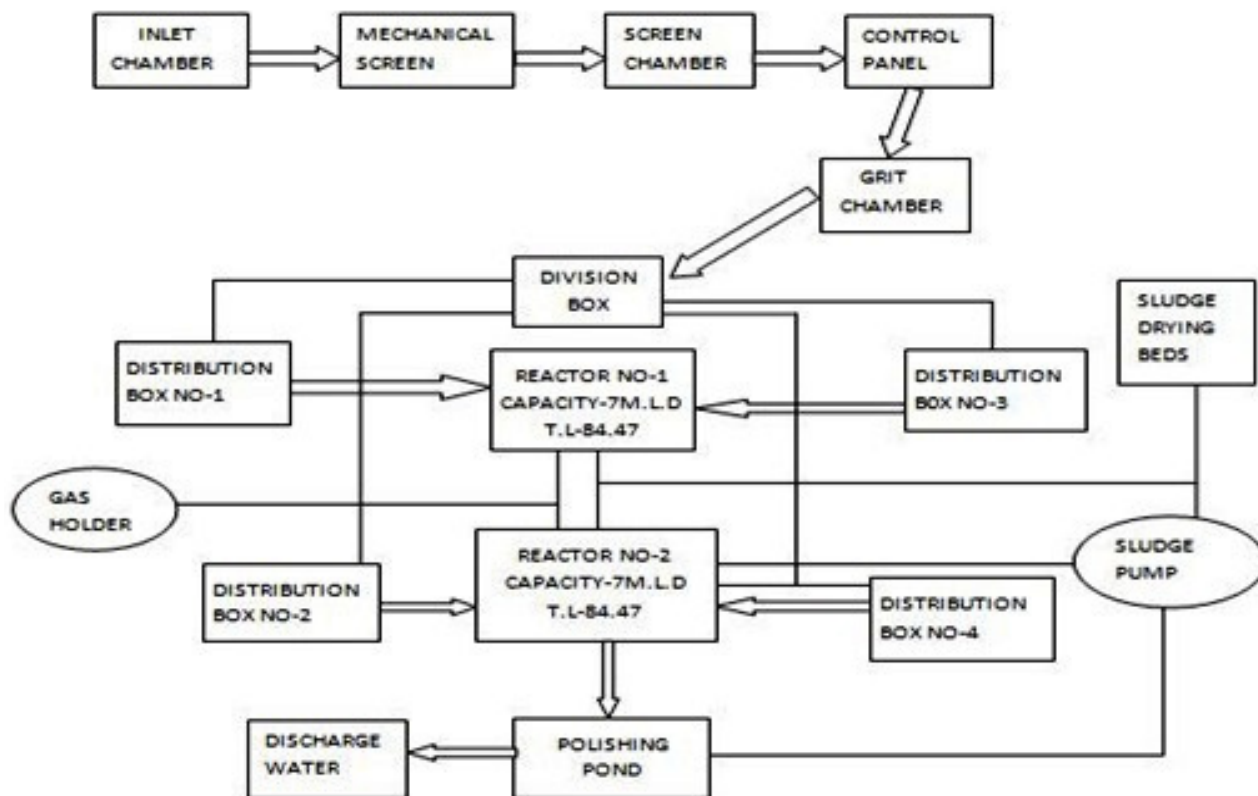 INLET
CHAMBER
MECHANICAL
SCREEN
SCREEN
CHAMBER
CONTROL
PANEL
GRIT
CHAMBER
DIVISION
BOX
SLUDGE
DRYING
BEDS
DISTRIBUTION
BOX NO-1
REACTOR NO-1
CAPACITY-7M.L.D
T.L-84.47
DISTRIBUTION
B0X NO-3
GAS
HOLDER
SLUDGE
PUMP
DISTRIBUTION
BOX NO-2
REACTOR NO-2
CAPACITY-7M.L.D
T.L-84.47
DISTRIBUTION
BOX NO-4
DISCHARGE
WATER
POLISHING
POND